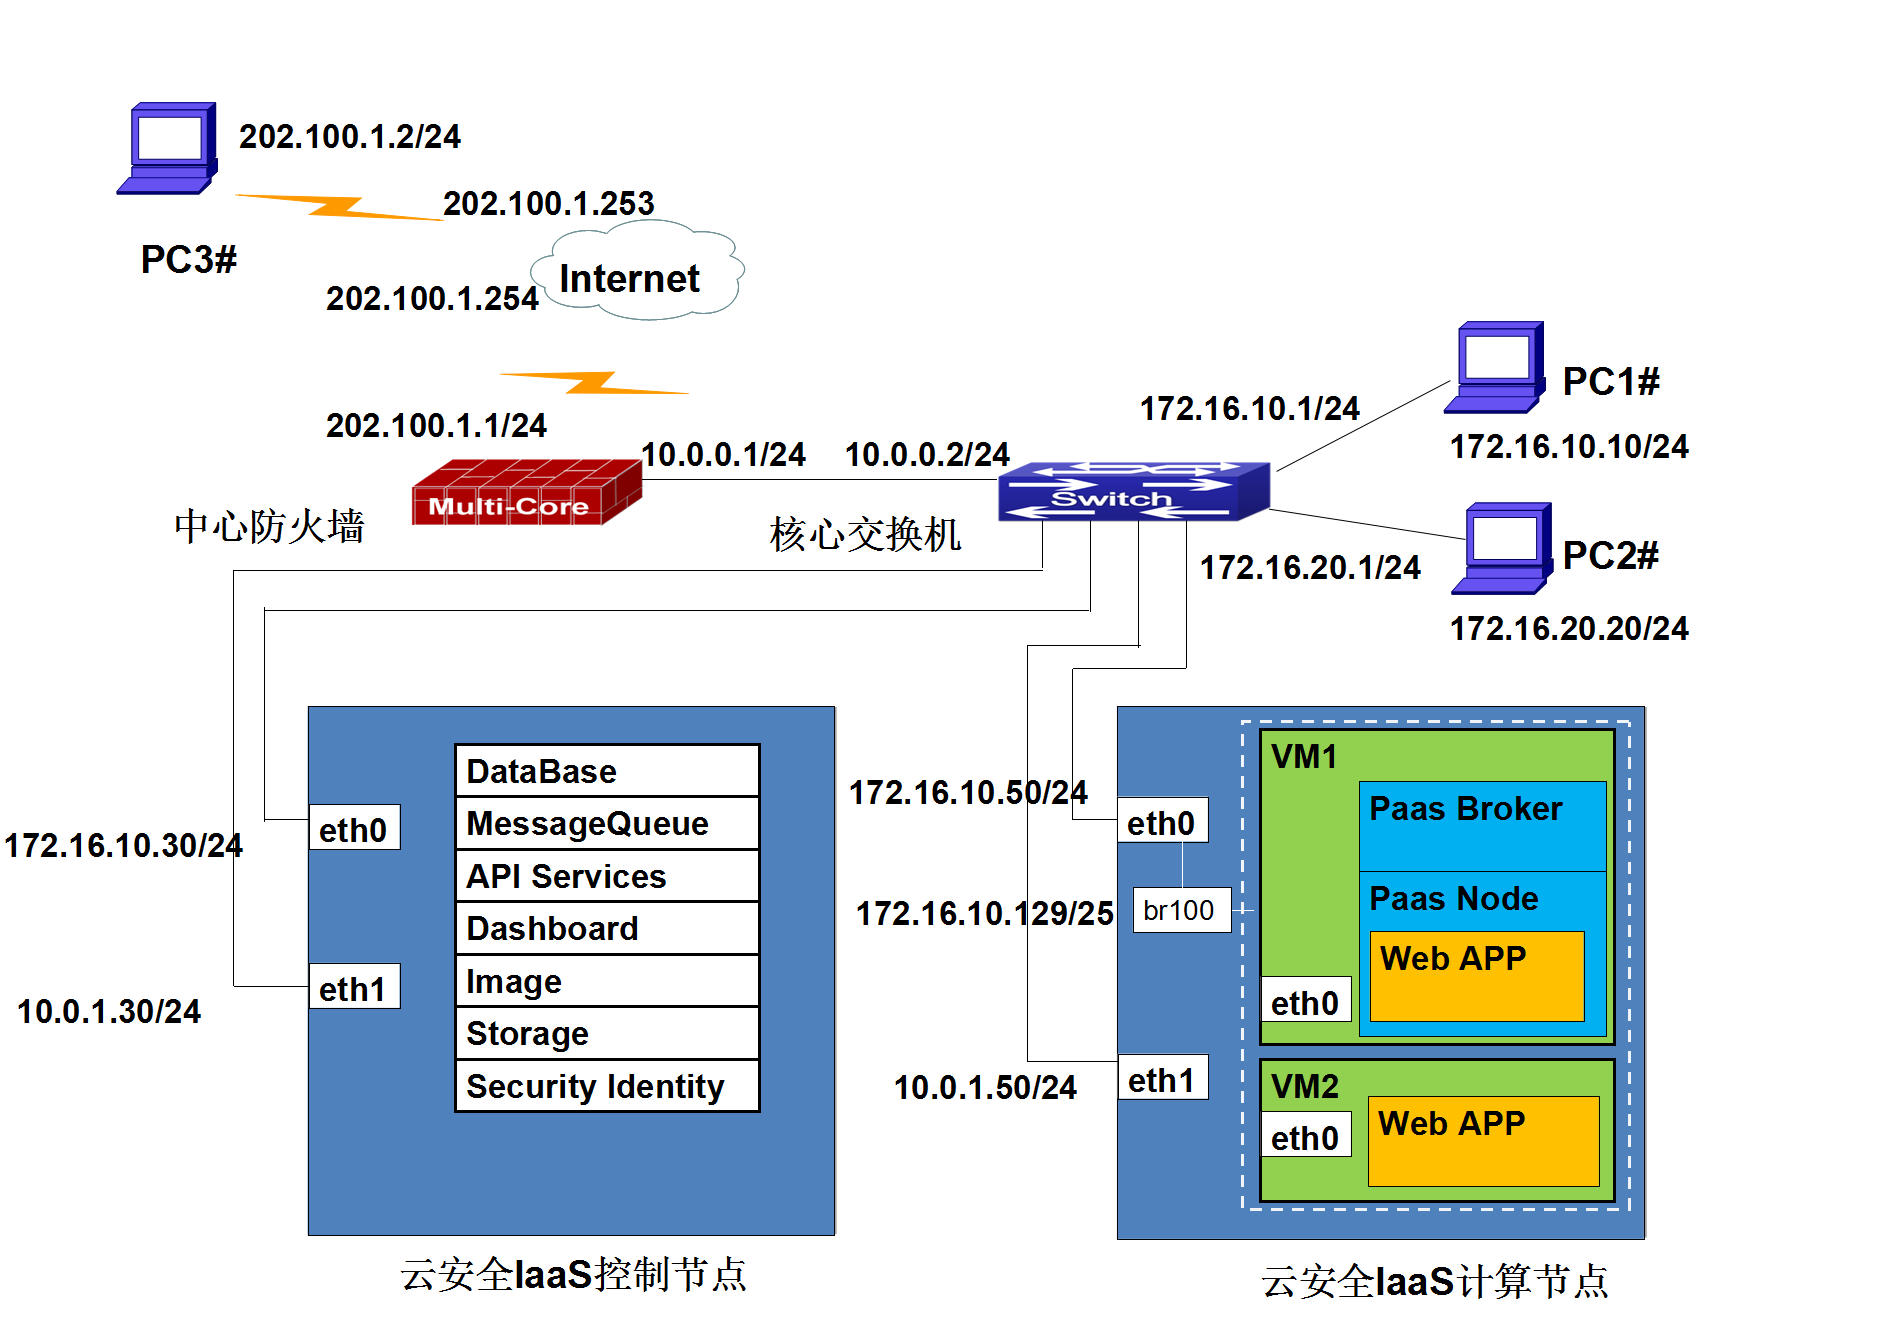 202.100.1.2/24
202.100.1.253
PC3#
Internet
202.100.1.254
PC1#
172.16.10.1/24
202.100.1.1/24
172.16.10.10/24
10.0.0.1/24
10.0.0.2/24
Multi-Core
Switch
中心防火墙
核心交换机
PC2#
172.16.20.1/24
172.16.20.20/24
DataBase
MessageQueue
API Services
Dashboard
Image
Storage
Security Identity
eth0
172.16.10.30/24
eth1
10.0.1.30/24
云安全IaaS控制节点
VM1
172.16.10.50/24
eth0
Paas Broker
Paas Node
172.16.10.129/25
br100
Web APP
eth0
eth1
10.0.1.50/24
VM2
Web APP
eth0
云安全IaaS计算节点